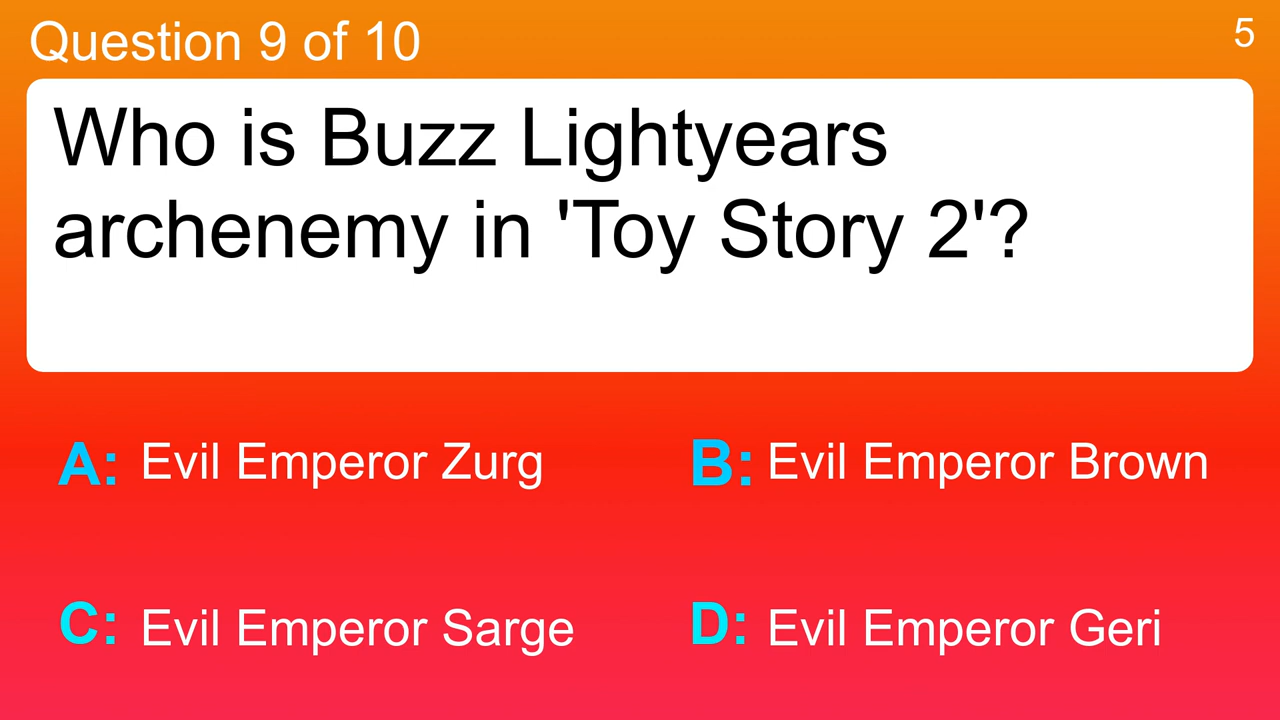 Question 9 of 10
5
Who is Buzz Lightyears
archenemy in 'Toy Story 2'?
A: Evil Emperor Zurg
B: Evil Emperor Brown
C: Evil Emperor Sarge
D: Evil Emperor Geri